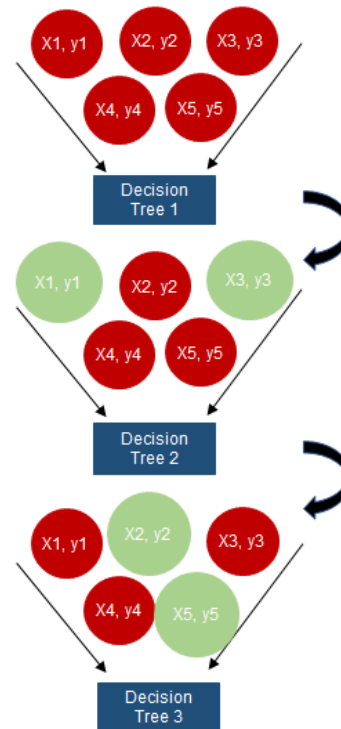 X1, y1
X2, y2
X3, y3
X4, y4
X5, y5
Decision
Tree 1
X1, y1
X2, y2
X3, y3
X4, y4
X5, y5
Decision
Tree 2
X1, y1
X2, y2
X3, y3
X4, y4
X5, y5
Decision
Tree 3